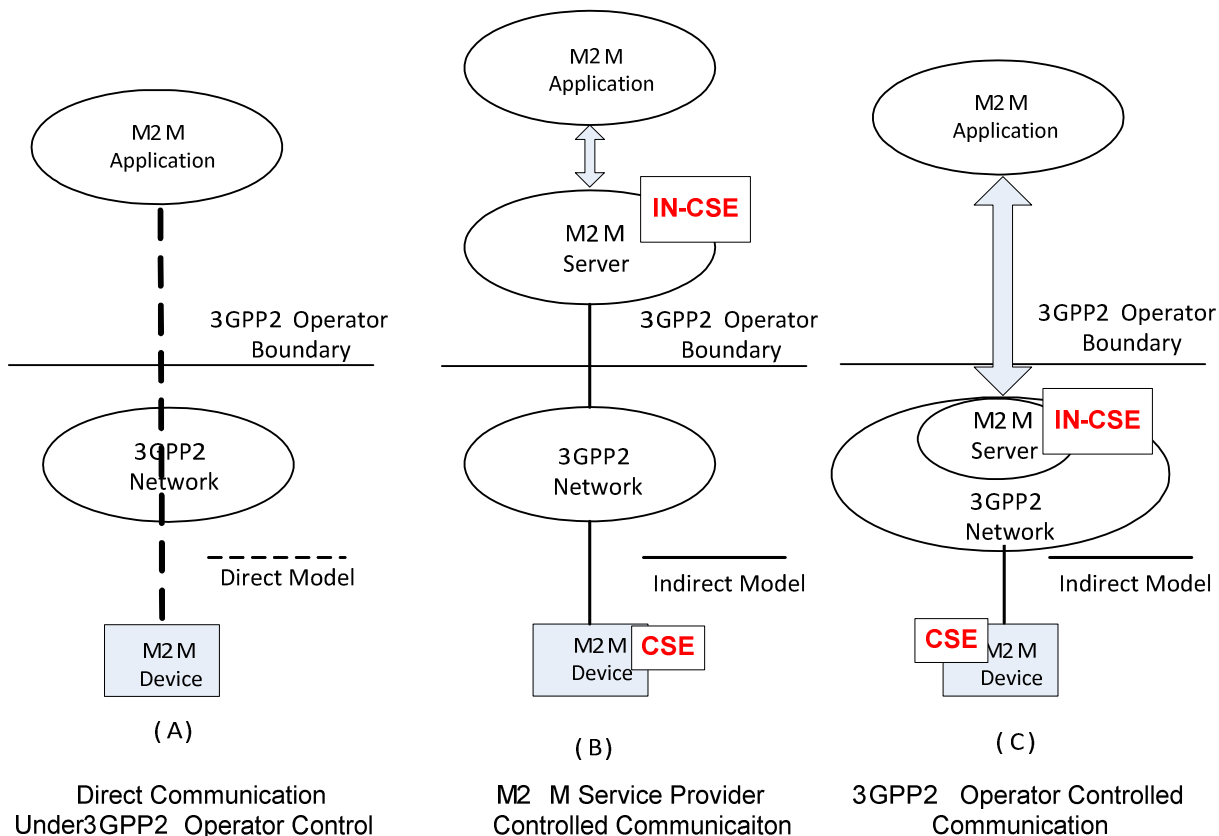 M2M
Application
3GPP2 Operator
Boundary
3GPP2
Network
Direct Model
M2M
Device
(A)
Direct Communication
Under3GPP2 Operator Control
M2M
Application
IN-CSE
M2M
Server
3GPP2 Operator
Boundary
3GPP2
Network
Indirect Model
M2M
Device
CSE
(B)
M2 M Service Provider
Controlled Communicaiton
M2M
Application
3GPP2 Operator
Boundary
M2M
Server
IN-CSE
3GPP2
Network
Indirect Model
CSE
M2M
Device
(C)
3GPP2 Operator Controlled
Communication